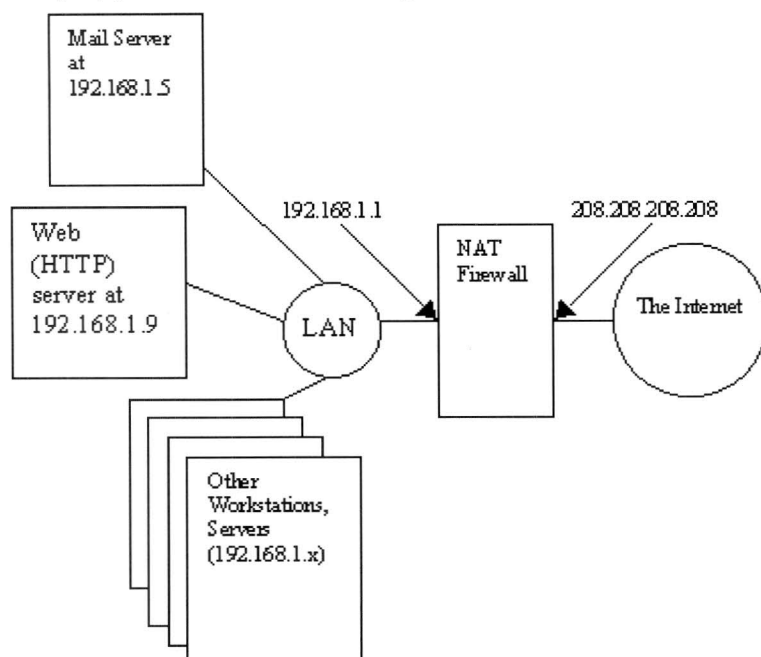 Mail Server
at
192.168.1.5
192.168.1.1
208.208.208.208
Web
(HTTP)
server at
192.168.1.9
NAT
Firewall
LAN
The Internet
Other
Workstations,
Servers
(192.168.1.x)